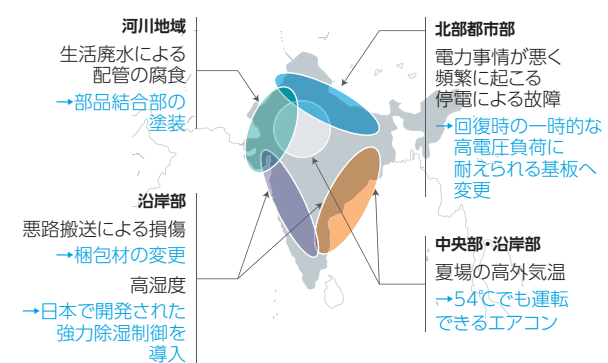 河川地域
生活廃水による
配管の腐食
→部品結合部の
塗装
沿岸部
悪路搬送による損傷
→梱包材の変更
高湿度
→日本で開発された
強力除湿制御を
導入
北部都市部
電力事情が悪く
頻繁に起こる
停電による故障
→回復時の一時的な
高電圧負荷に
耐えられる基板へ
変更
中央部・沿岸部
夏場の高外気温
→54℃でも運転
できるエアコン